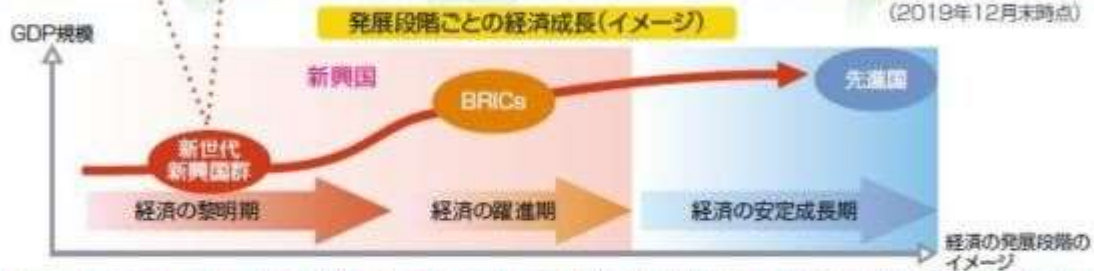 (2019年12月末時点)
発展段階ごとの経済成長(イメージ)
GDP規模
新興国
BRICs
先進国
新世代
新興国群
経済の黎明期
経済の躍進期
経済の安定成長期
経済の発展段階の
イメージ